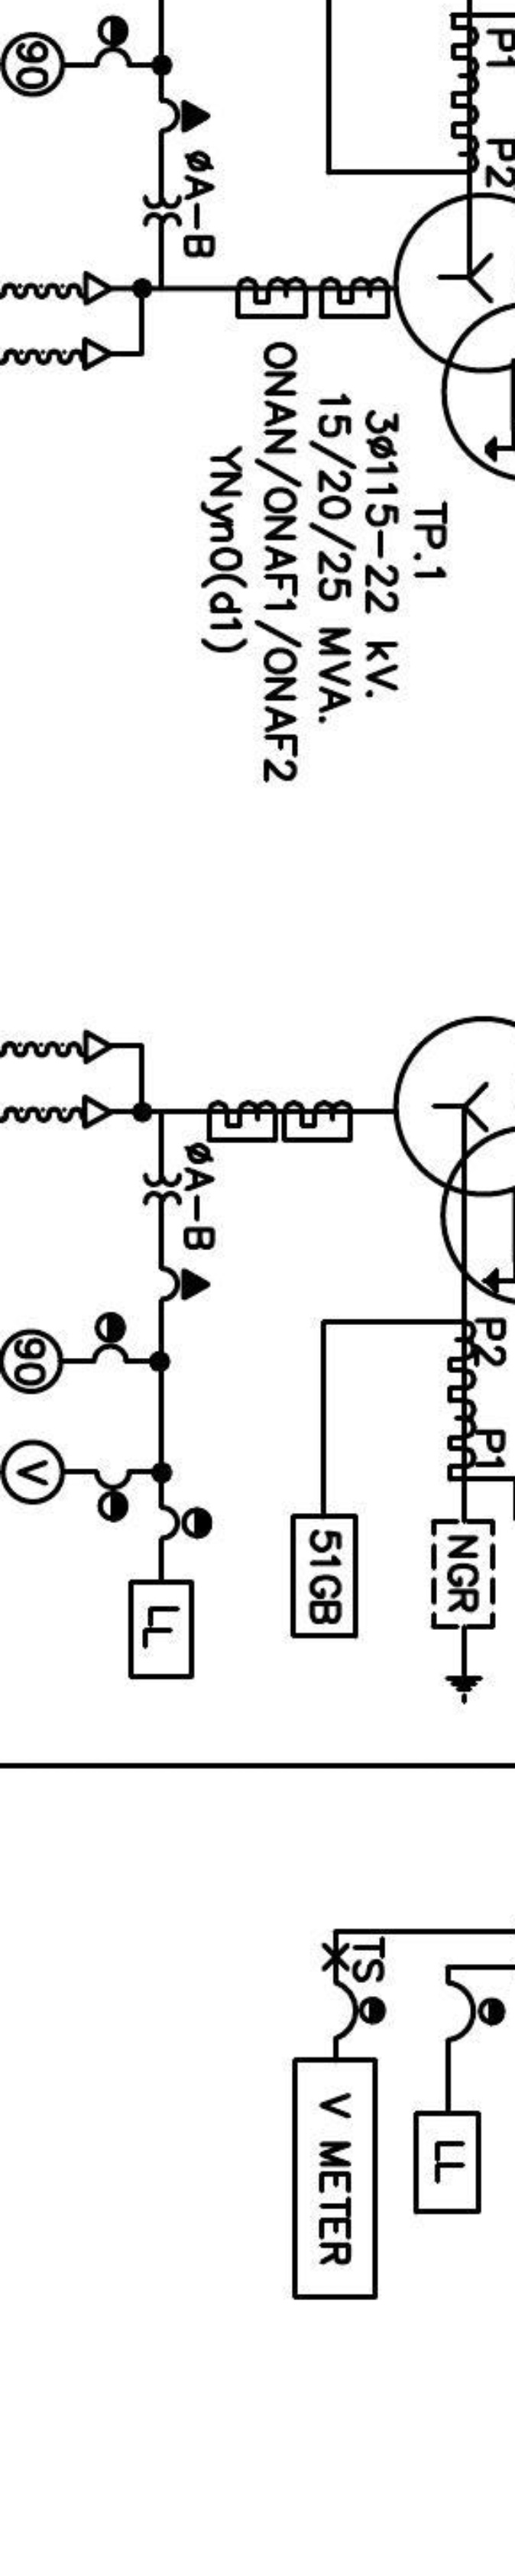 P1
P2
90
øA-B
TP.1
3ø115-22 kV.
15/20/25 MVA.
ONAN/ONAF1/ONAF2
YNyn0(d1)
øA-B
P2
P1
90
V
LL
51GB
NGR
TS
V METER
LL